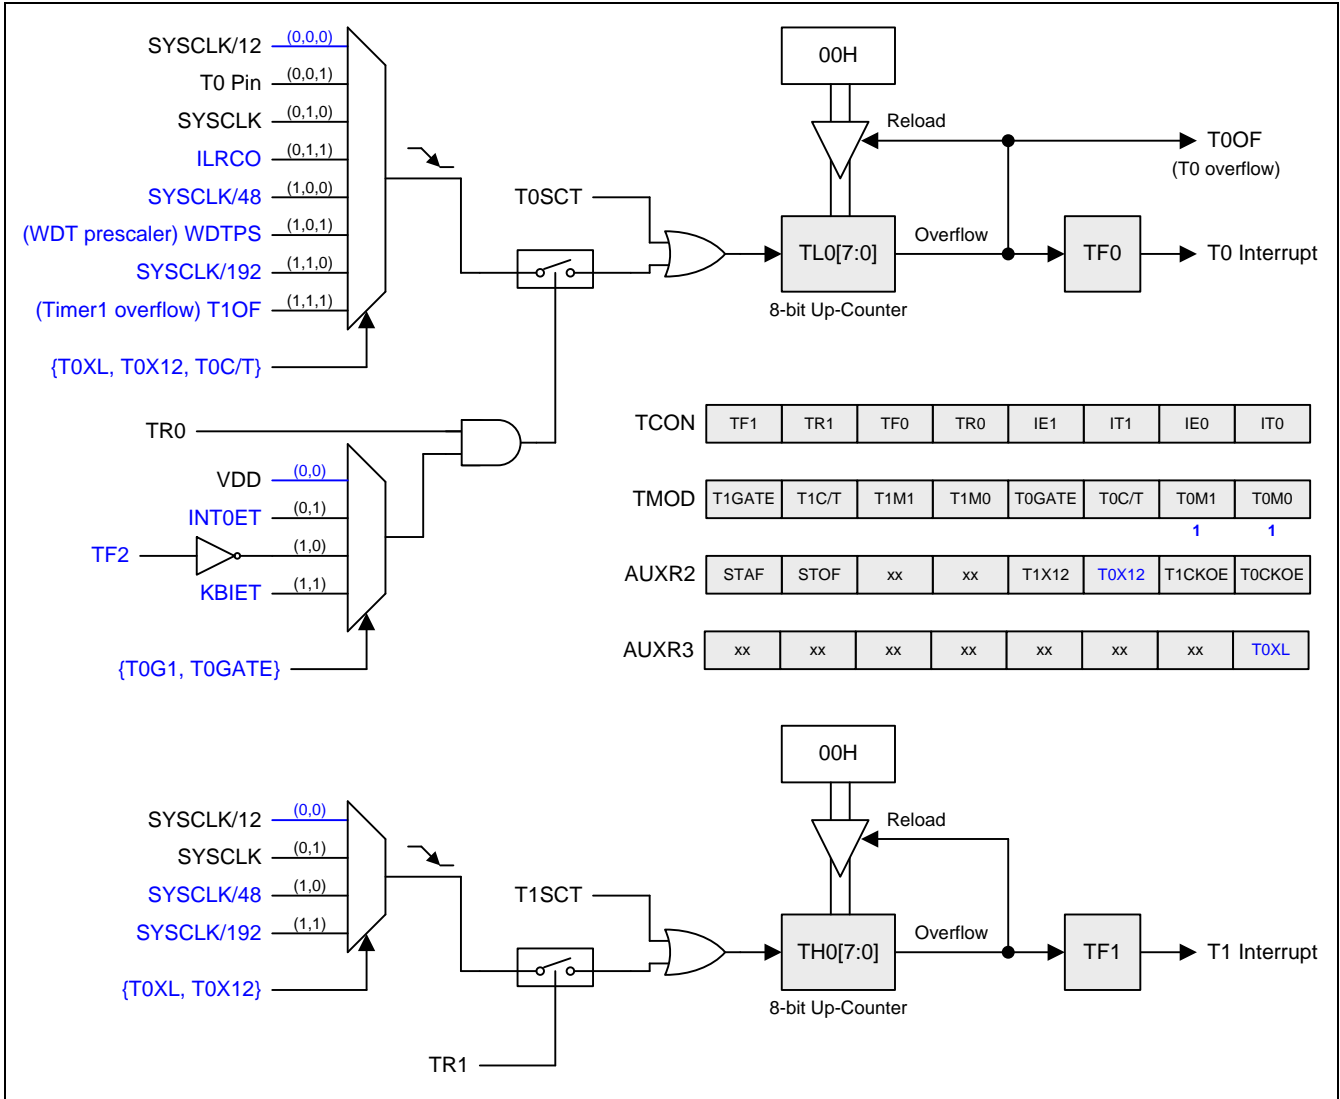 SYSCLK/12 (0,0,0)
T0 Pin (0,0,1)
SYSCLK (0,1,0)
ILRCO (0,1,1)
SYSCLK/48 (1,0,0)
(WDT prescaler) WDTPS (1,0,1)
SYSCLK/192 (1,1,0)
(Timer1 overflow) T1OF (1,1,1)
{T0XL, T0X12, T0C/T}
TR0
VDD (0,0)
INT0ET (0,1)
TF2 (1,0)
KBIET (1,1)
{T0G1, T0GATE}
T0SCT
00H
Reload
TL0[7:0]
8-bit Up-Counter
Overflow
T0OF
(T0 overflow)
TF0
T0 Interrupt
TCON TF1 TR1 TF0 TR0 IE1 IT1 IE0 IT0
TMOD T1GATE T1C/T T1M1 T1M0 T0GATE T0C/T T0M1 T0M0
1 1
AUXR2 STAF STOF xx xx T1X12 T0X12 T1CKOE T0CKOE
AUXR3 xx xx xx xx xx xx xx T0XL
SYSCLK/12 (0,0)
SYSCLK (0,1)
SYSCLK/48 (1,0)
SYSCLK/192 (1,1)
{T0XL, T0X12}
TR1
T1SCT
00H
Reload
TH0[7:0]
8-bit Up-Counter
Overflow
TF1
T1 Interrupt